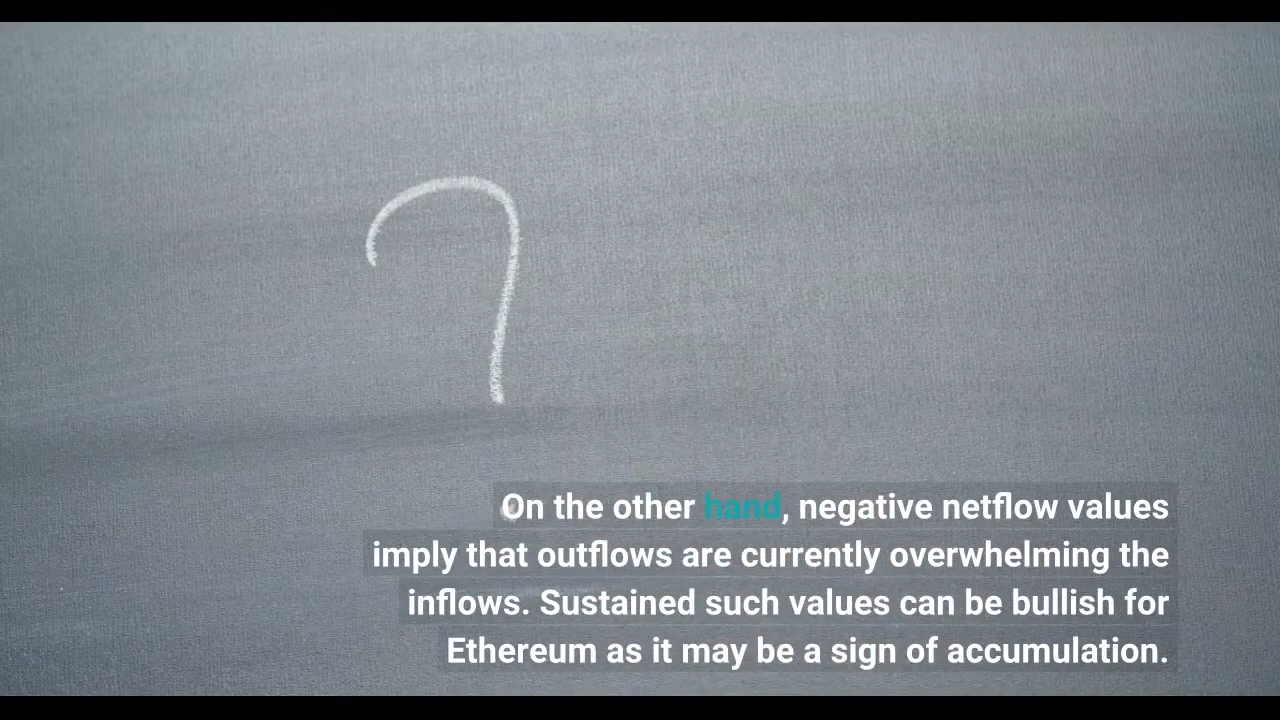 ?
On the other hand, negative netflow values
imply that outflows are currently overwhelming the
inflows. Sustained such values can be bullish for
Ethereum as it may be a sign of accumulation.